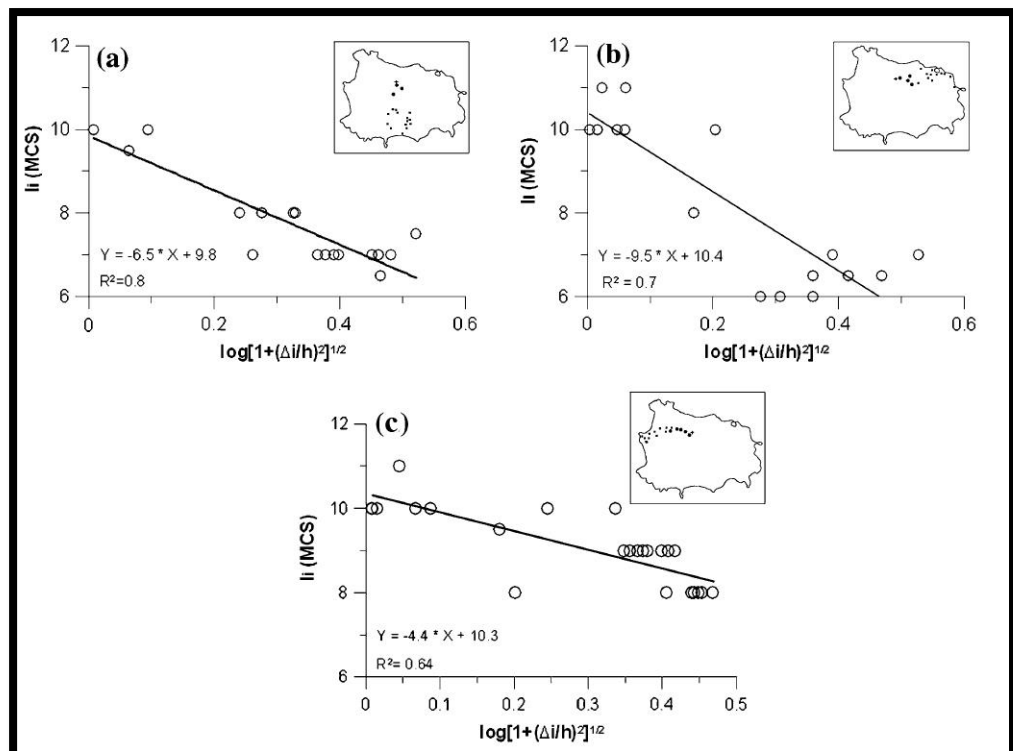 (a)
12
10
8
6
Ii (MCS)
Y = -6.5 * X + 9.8
R²=0.8
0
0.2
0.4
0.6
log[1+(Δi/h)²]¹/²
(b)
12
10
8
6
Ii (MCS)
Y = -9.5 * X + 10.4
R² = 0.7
0
0.2
0.4
0.6
log[1+(Δi/h)²]¹/²
(c)
12
10
8
6
Ii (MCS)
Y = -4.4 * X + 10.3
R²= 0.64
0
0.1
0.2
0.3
0.4
0.5
log[1+(Δi/h)²]¹/²